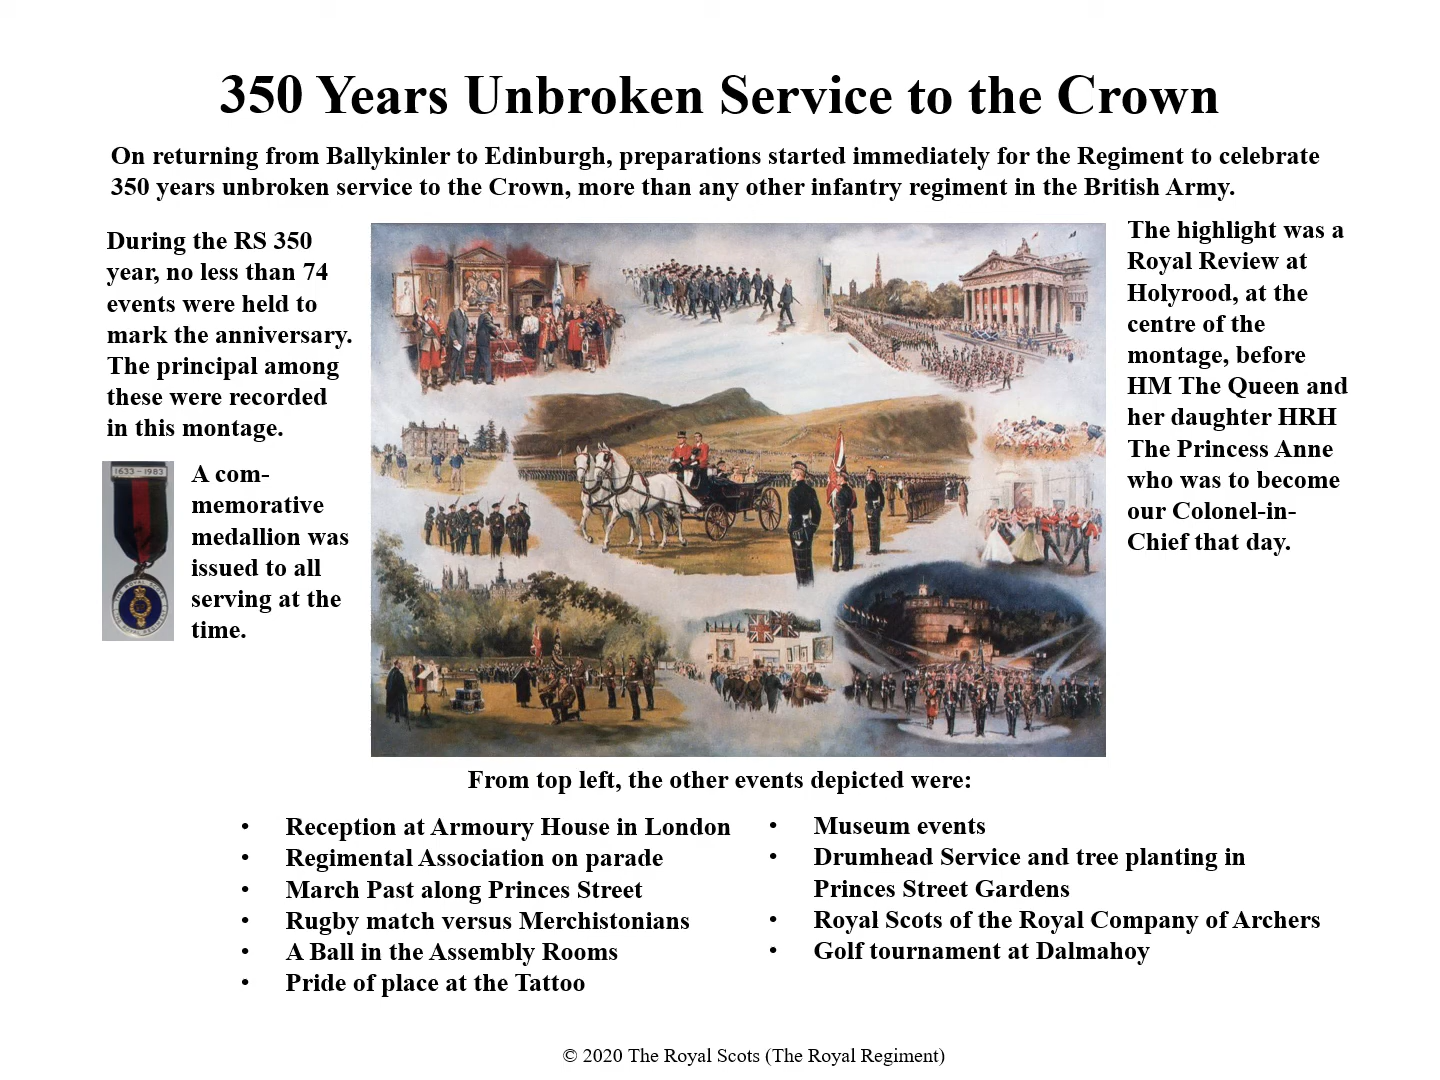 350 Years Unbroken Service to the Crown
On returning from Ballykinler to Edinburgh, preparations started immediately for the Regiment to celebrate
350 years unbroken service to the Crown, more than any other infantry regiment in the British Army.
During the RS 350
year, no less than 74
events were held to
mark the anniversary.
The principal among
these were recorded
in this montage.
1633-1983
A com-
memorative
medallion was
issued to all
serving at the
time.
The highlight was a
Royal Review at
Holyrood, at the
centre of the
montage, before
HM The Queen and
her daughter HRH
The Princess Anne
who was to become
our Colonel-in-
Chief that day.
From top left, the other events depicted were:
• Reception at Armoury House in London
• Regimental Association on parade
• March Past along Princes Street
• Rugby match versus Merchistonians
• A Ball in the Assembly Rooms
• Pride of place at the Tattoo
• Museum events
• Drumhead Service and tree planting in
Princes Street Gardens
• Royal Scots of the Royal Company of Archers
• Golf tournament at Dalmahoy
© 2020 The Royal Scots (The Royal Regiment)